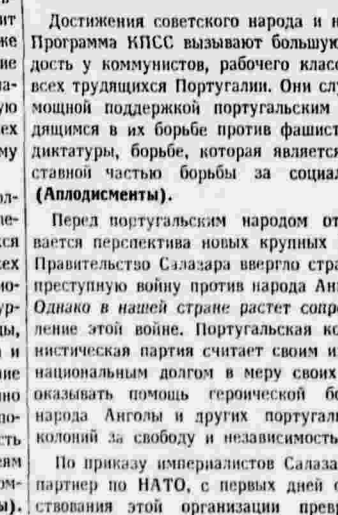 Достижения советского народа и н
Программа КПСС вызывают большую
дость у коммунистов, рабочего класс
всех трудящихся Португалии. Они слу
мощной поддержкой португальским
дящимся в их борьбе против фашист
диктатуры, борьбе, которая является
ставной частью борьбы за социал
(Аплодисменты).
Перед португальским народом от
вается перспектива новых крупных
Правительство Салазара ввергло стра
преступную войну против народа Анг
Однако в нашей стране растет сопро
ление этой войне. Португальская ко
нистическая партия считает своим и
национальным долгом в меру своих
оказывать помощь героической бо
народа Анголы и других португаль
колоний за свободу и независимость
По приказу империалистов Салаза
партнер по НАТО, с первых дней с
ствования этой организации превр